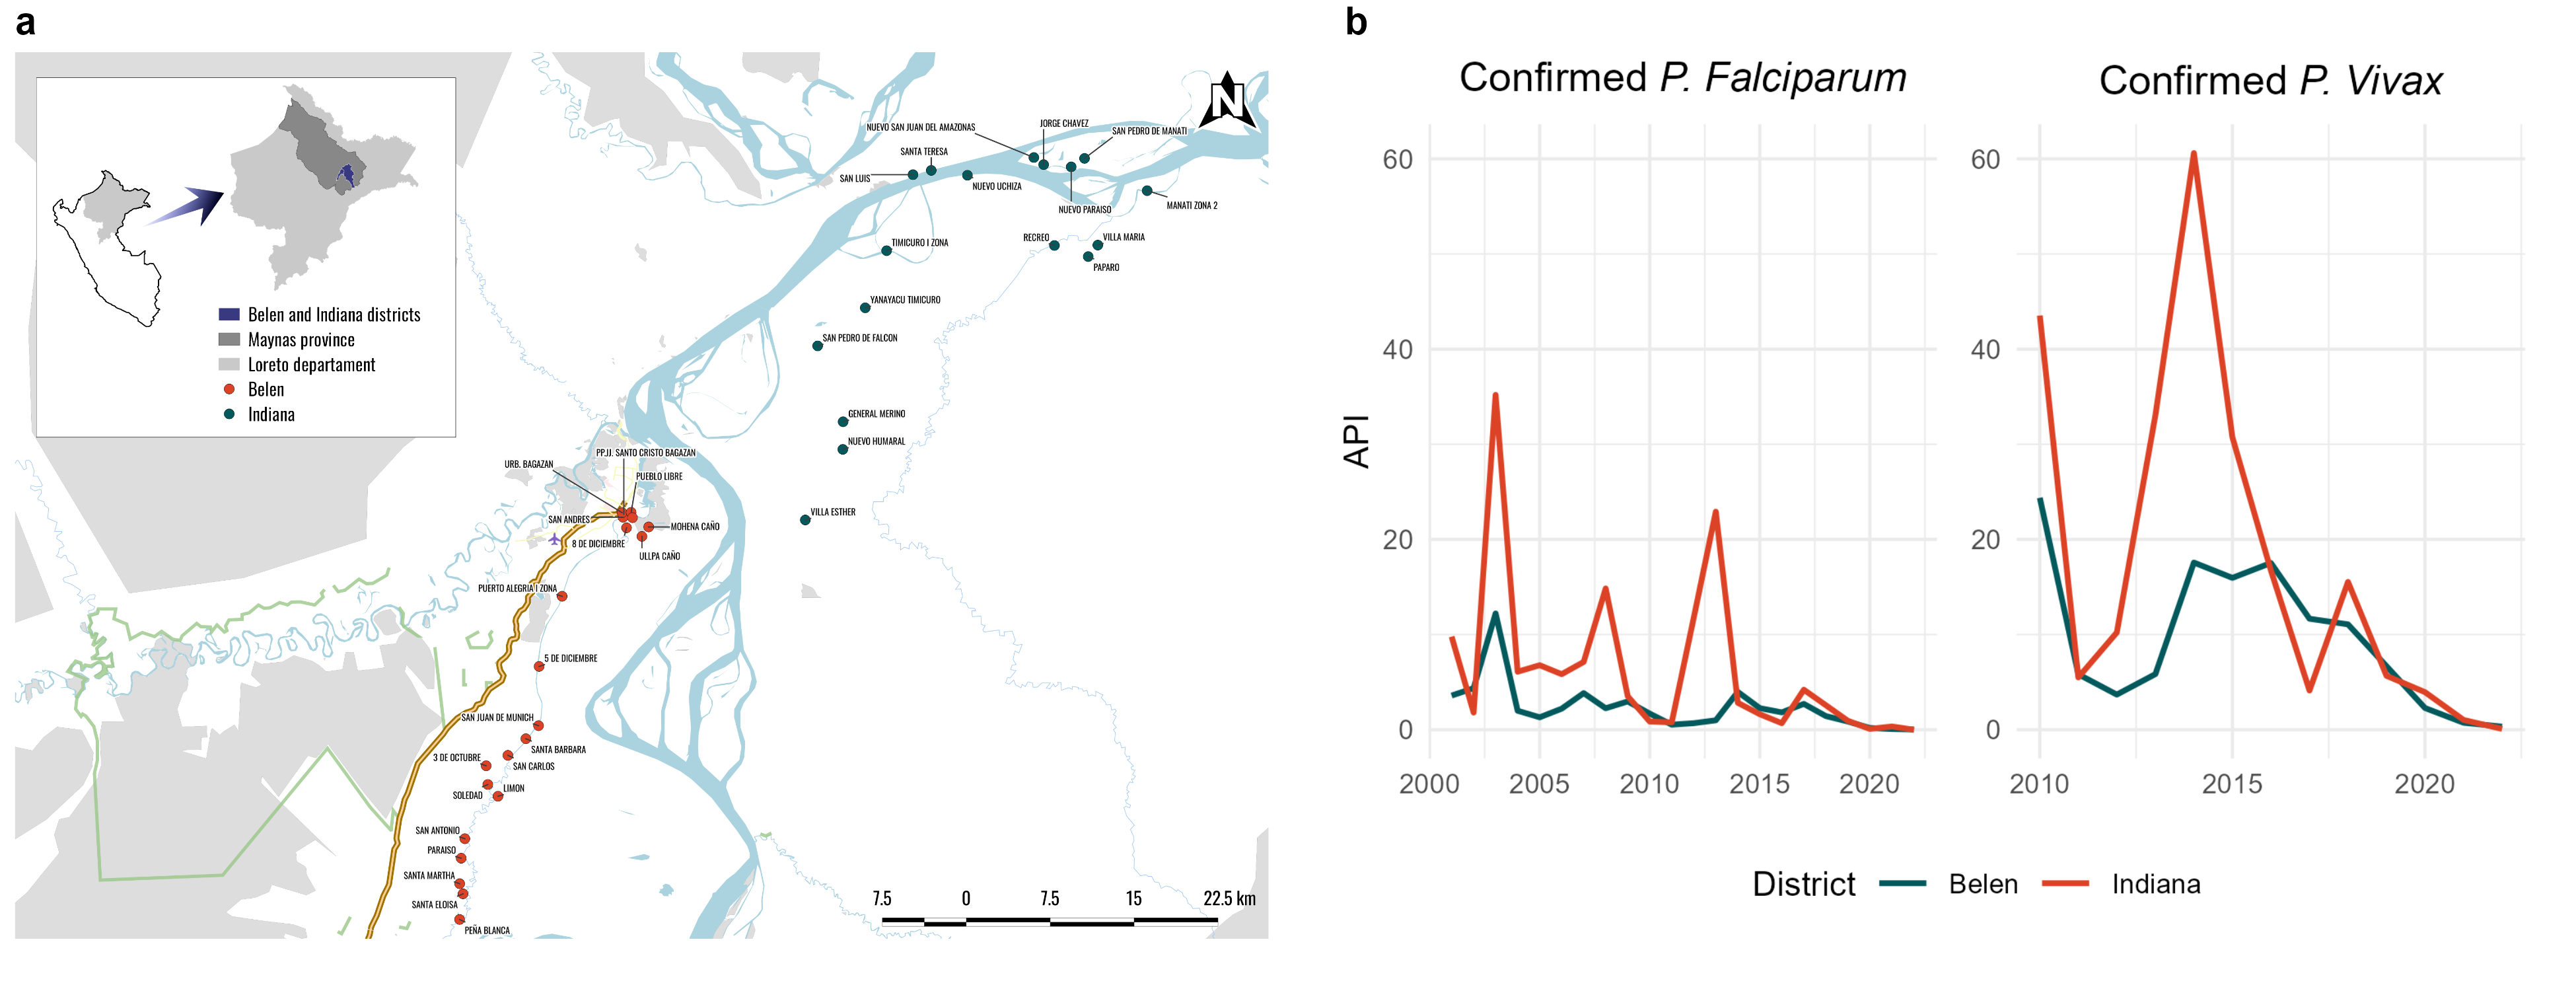 a
N
NUEVO SAN JUAN DEL AMAZONAS
JORGE CHAVEZ
SAN PEDRO DE MANATI
SANTA TERESA
SAN LUIS
NUEVO UCHIZA
NUEVO PARAISO
MANATI ZONA 2
RECREO
VILLA MARIA
PAPARO
TIMICURO I ZONA
YANAYACU TIMICURO
SAN PEDRO DE FALCON
GENERAL MERINO
NUEVO HUMARAL
VILLA ESTHER
Belen and Indiana districts
Maynas province
Loreto departament
Belen
Indiana
PP.JJ. SANTO CRISTO BAGAZAN
URB. BAGAZAN
PUEBLO LIBRE
SAN ANDRES
MOHENA CAÑO
8 DE DICIEMBRE
ULLPA CAÑO
PUERTO ALEGRIA I ZONA
5 DE DICIEMBRE
SAN JUAN DE MUNICH
SANTA BARBARA
3 DE OCTUBRE
SAN CARLOS
SOLEDAD
LIMON
SAN ANTONIO
PARAISO
SANTA MARTHA
SANTA ELOISA
PEÑA BLANCA
7.5 0 7.5 15 22.5 km
b
Confirmed P. Falciparum
Confirmed P. Vivax
API
60
40
20
0
2000 2005 2010 2015 2020
60
40
20
0
2010 2015 2020
District Belen Indiana